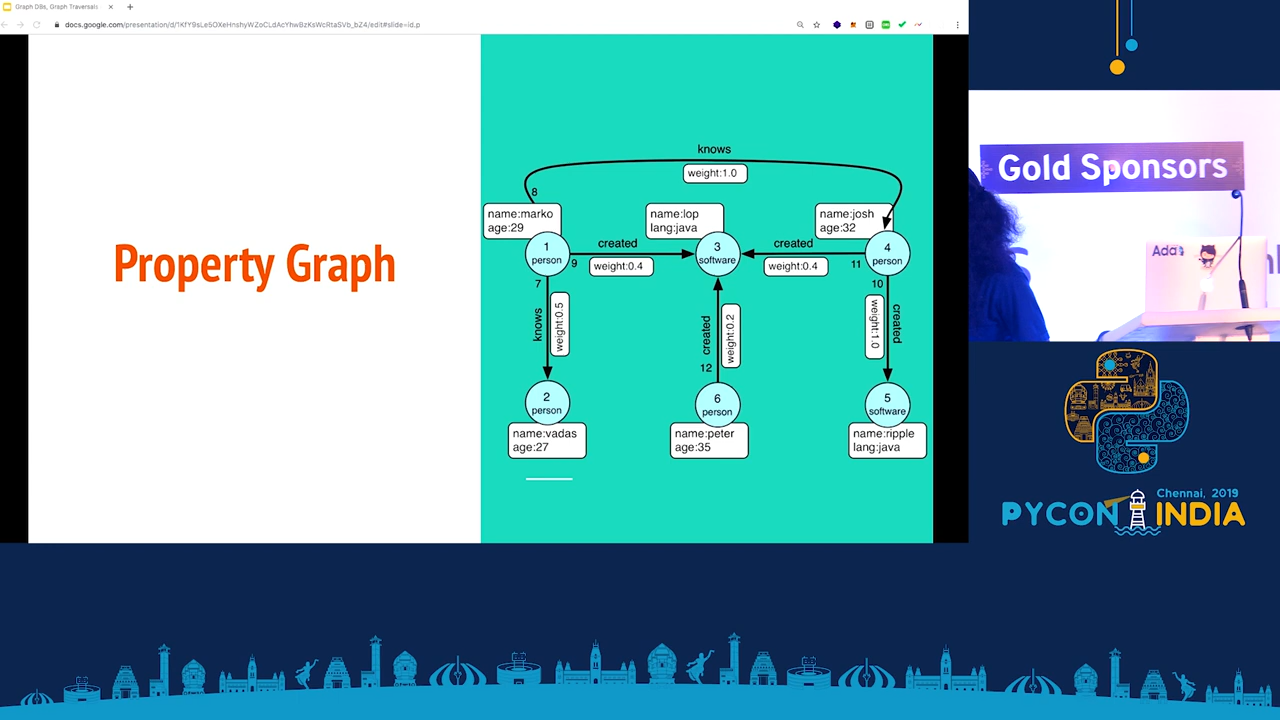 Graph DBs, Graph Traversals
docs.google.com/presentation/d/1KfY9sLe5OXeHnshyWZoCLdAcYhwBzKsWcRtaSVb_bZ4/edit#slide=id.p
Property Graph
knows
weight:1.0
8
name:marko
age:29
name:lop
lang:java
name:josh
age:32
1
person
9
created
weight:0.4
3
software
created
weight:0.4
11
4
person
7
knows
weight:0.5
12
created
weight:0.2
10
weight:1.0
created
2
person
6
person
5
software
name:vadas
age:27
name:peter
age:35
name:ripple
lang:java
Gold Sponsors
Ada
Chennai, 2019
PYCON INDIA